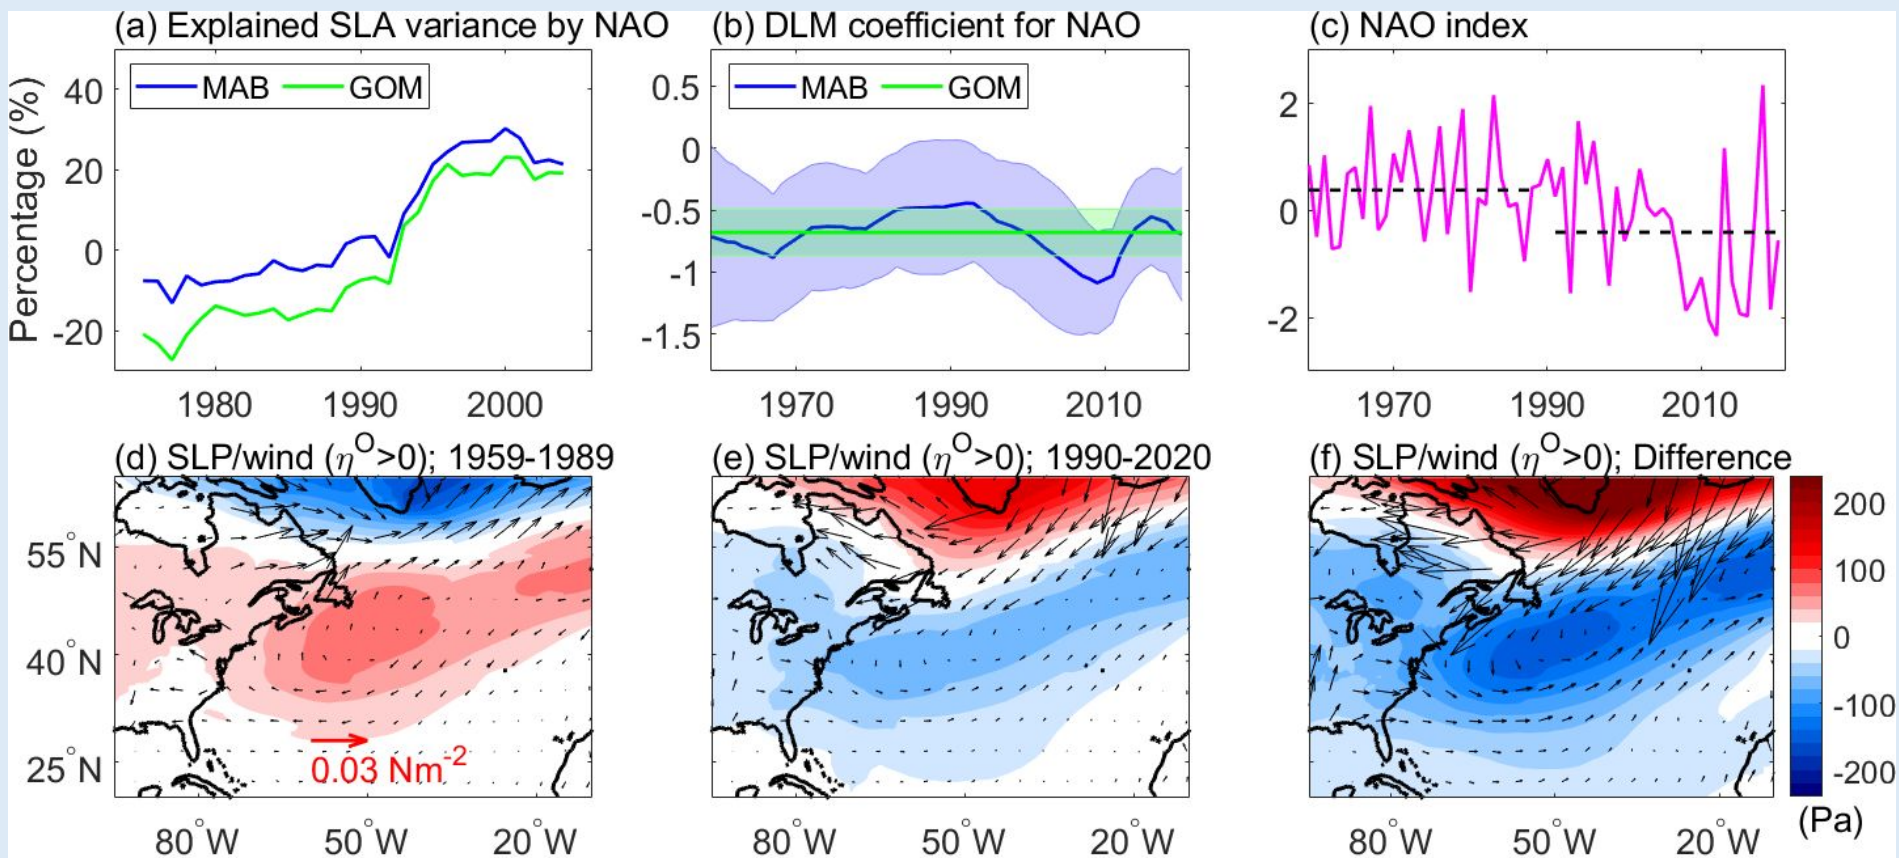 (a) Explained SLA variance by NAO
MAB GOM
Percentage (%)
40
20
0
-20
1980 1990 2000
(b) DLM coefficient for NAO
MAB GOM
0.5
0
-0.5
-1
-1.5
1970 1990 2010
(c) NAO index
2
0
-2
1970 1990 2010
(d) SLP/wind (η^O>0); 1959-1989
55°N
40°N
25°N
0.03 Nm^-2
80°W 50°W 20°W
(e) SLP/wind (η^O>0); 1990-2020
80°W 50°W 20°W
(f) SLP/wind (η^O>0); Difference
80°W 50°W 20°W
200
100
0
-100
-200
(Pa)